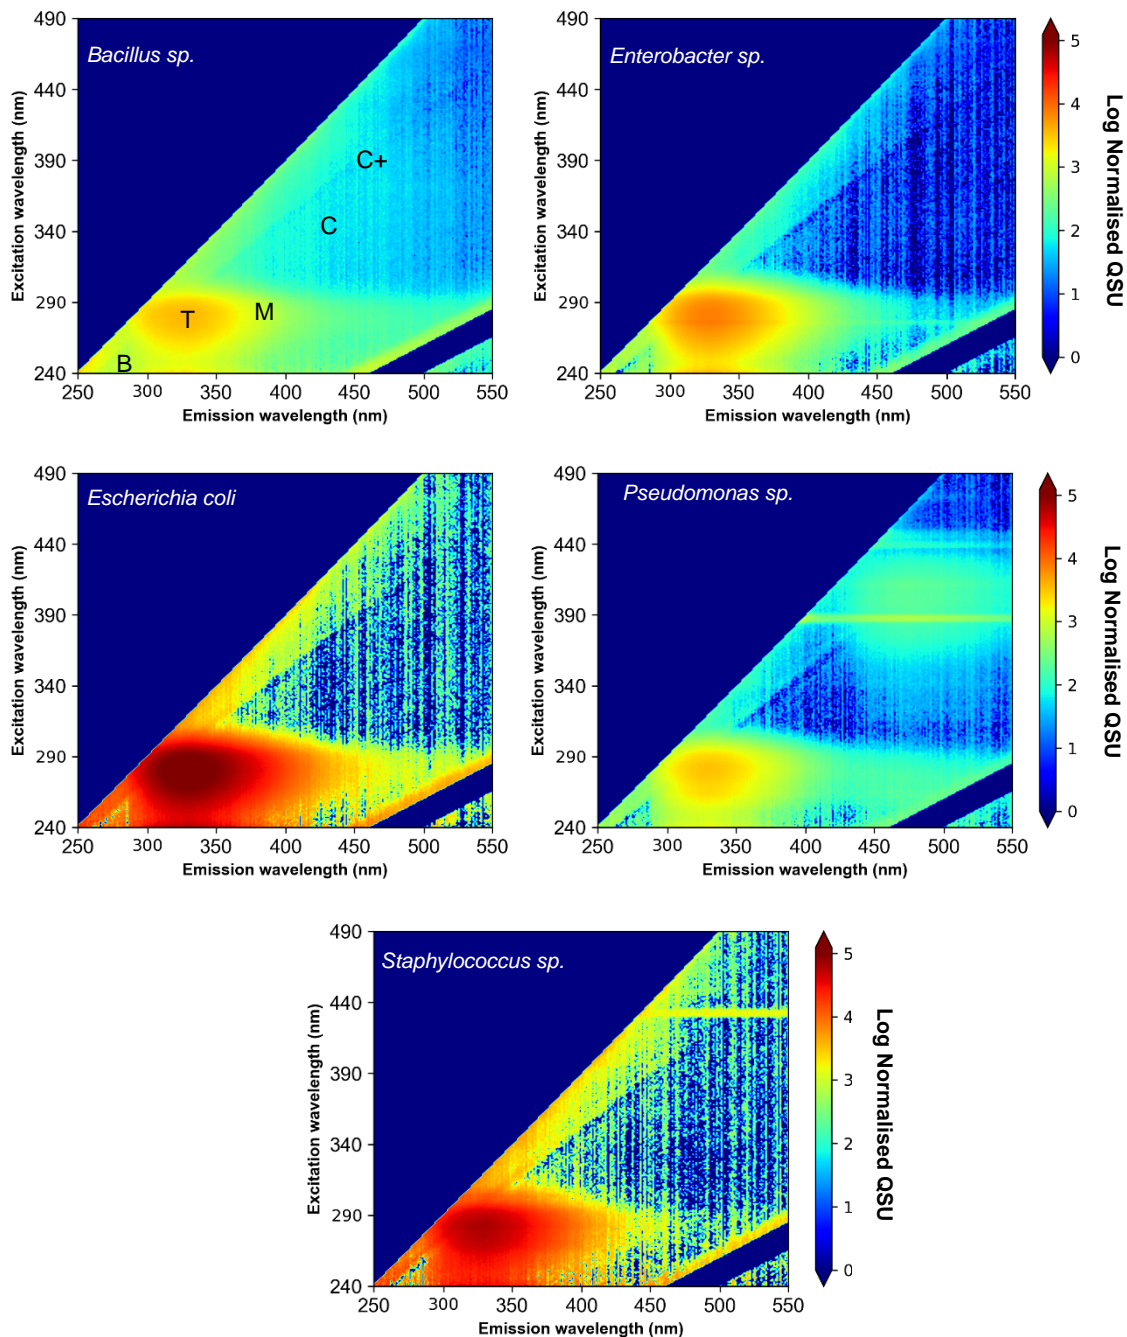 Bacillus sp.
Enterobacter sp.
490
440
390
340
290
240
250 300 350 400 450 500 550
Excitation wavelength (nm)
Emission wavelength (nm)
C+
C
T
M
B
490
440
390
340
290
240
250 300 350 400 450 500 550
Excitation wavelength (nm)
Emission wavelength (nm)
5
4
3
2
1
0
Log Normalised QSU
Escherichia coli
Pseudomonas sp.
490
440
390
340
290
240
250 300 350 400 450 500 550
Excitation wavelength (nm)
Emission wavelength (nm)
490
440
390
340
290
240
250 300 350 400 450 500 550
Excitation wavelength (nm)
Emission wavelength (nm)
5
4
3
2
1
0
Log Normalised QSU
Staphylococcus sp.
490
440
390
340
290
240
250 300 350 400 450 500 550
Excitation wavelength (nm)
Emission wavelength (nm)
5
4
3
2
1
0
Log Normalised QSU